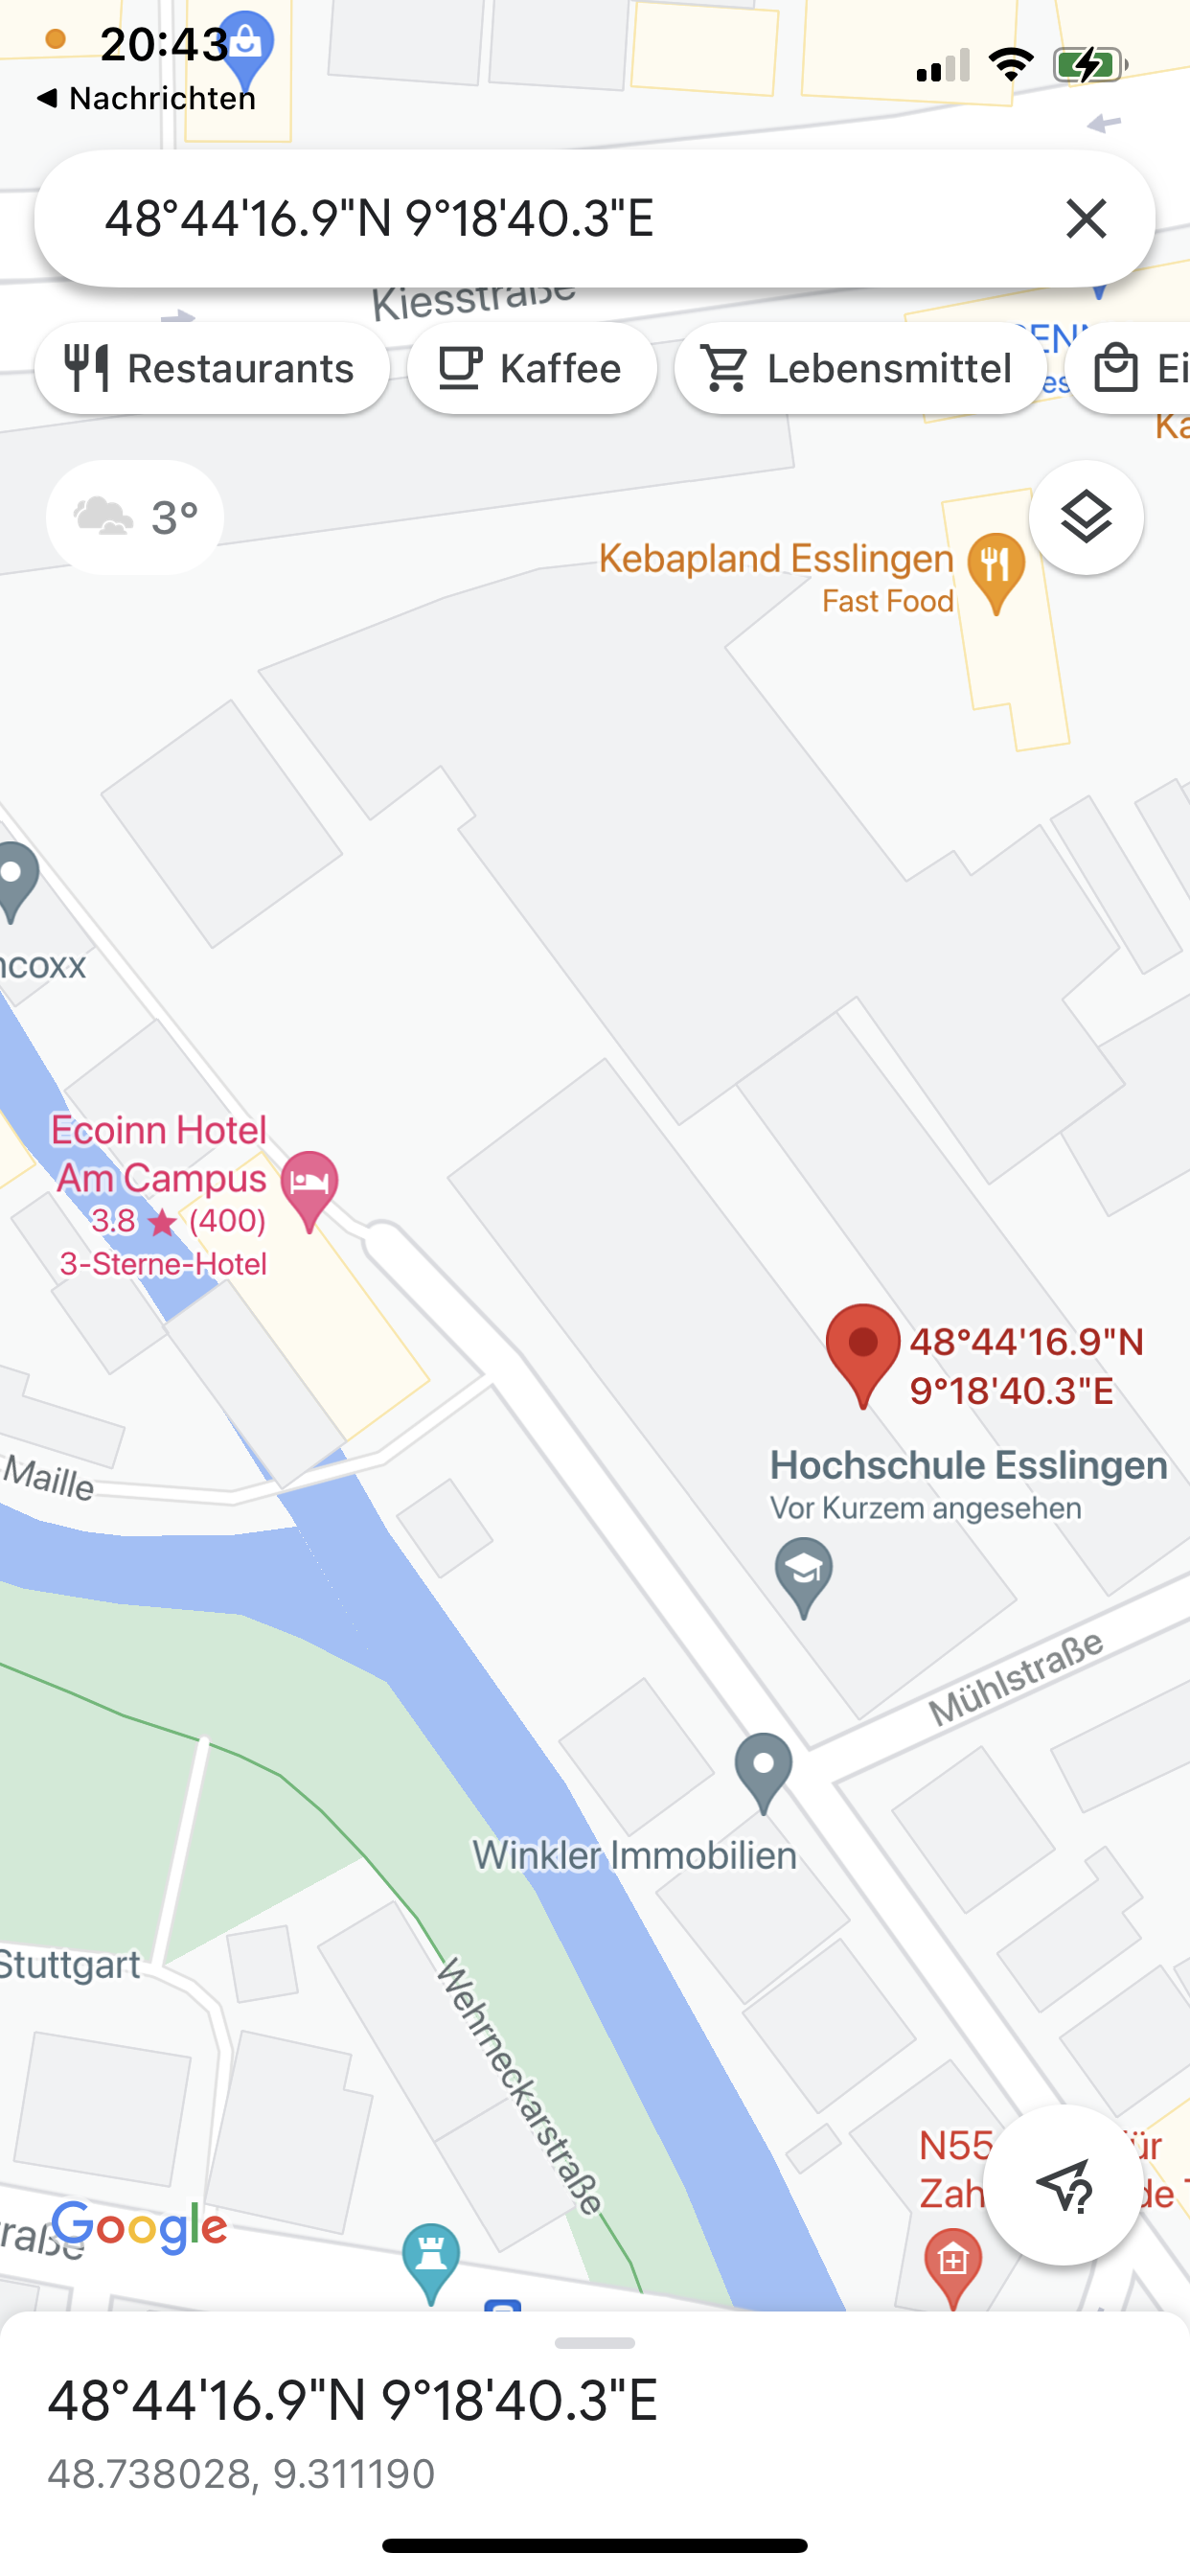 20:43
◀ Nachrichten
48°44'16.9"N 9°18'40.3"E
Kiesstraße
Restaurants
Kaffee
Lebensmittel
3°
Kebapland Esslingen
Fast Food
Ecoinn Hotel
Am Campus
3.8 ★ (400)
3-Sterne-Hotel
48°44'16.9"N
9°18'40.3"E
Hochschule Esslingen
Vor Kurzem angesehen
Maille
Mühlstraße
Winkler Immobilien
Stuttgart
Wehrneckarstraße
N55
Google
48°44'16.9"N 9°18'40.3"E
48.738028, 9.311190